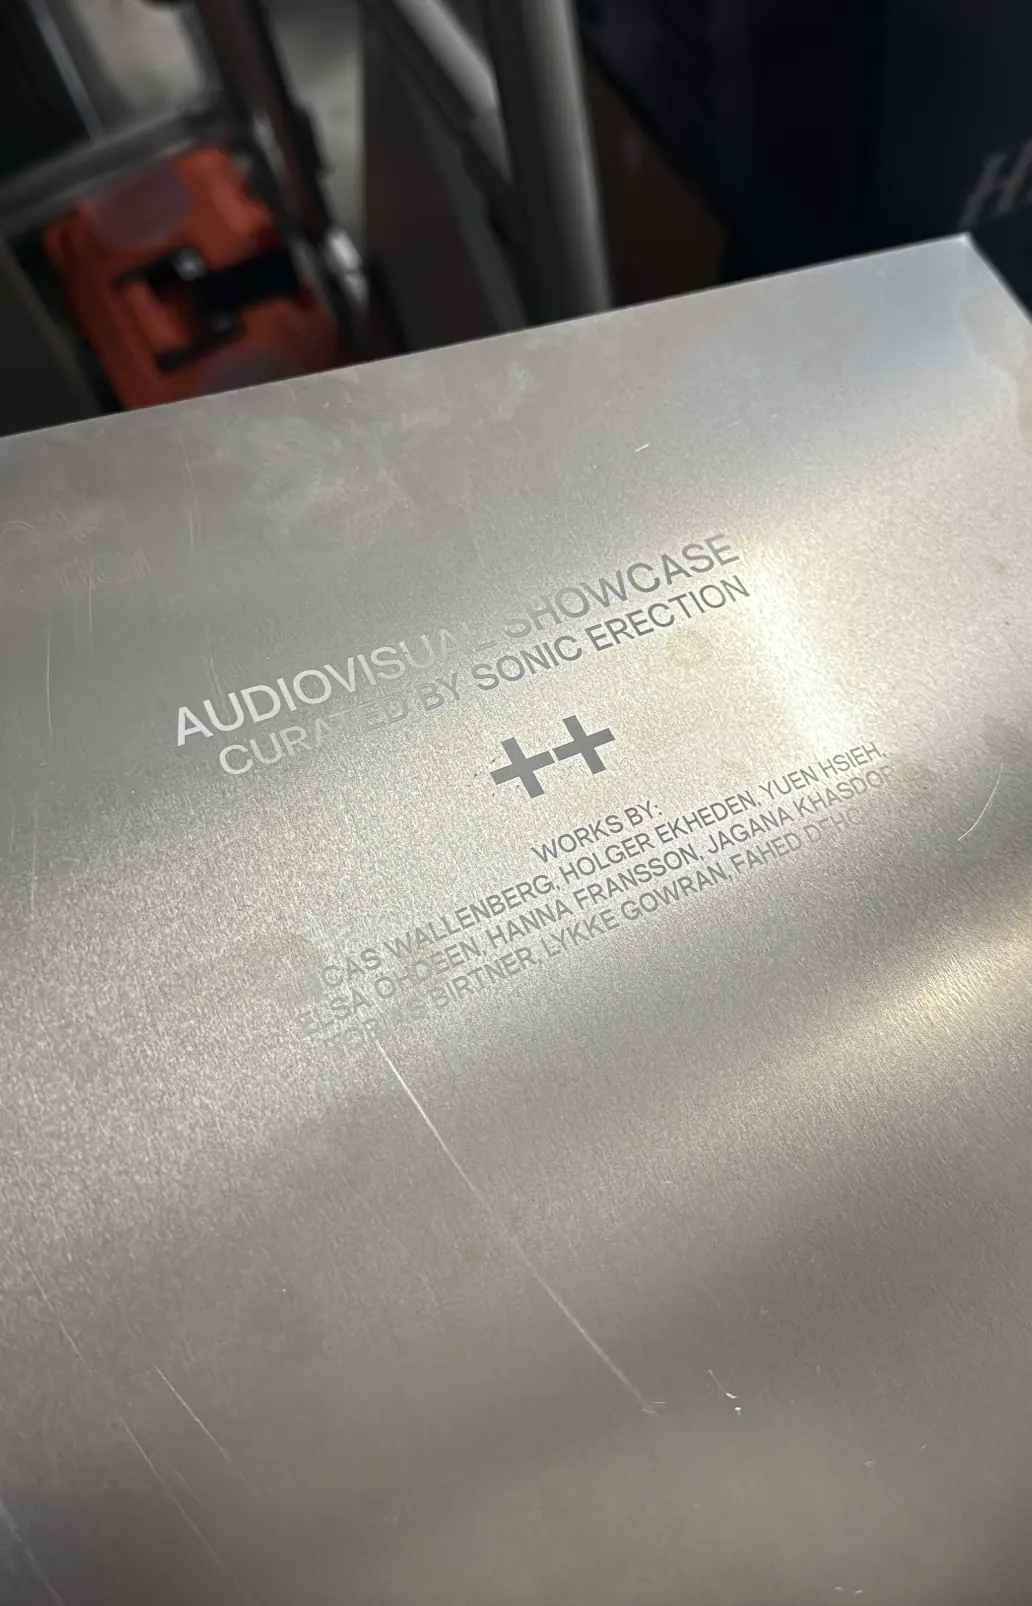 AUDIOVISUAL SHOWCASE
CURATED BY SONIC ERECTION
++
WORKS BY:
WALLENBERG, HOLGER EKHEDEN, YUEN HSIEH,
ELSA OHDEEN, HANNA FRANSSON, JAGANA
BIRTNER, LYKKE GOWRAN, FAHED